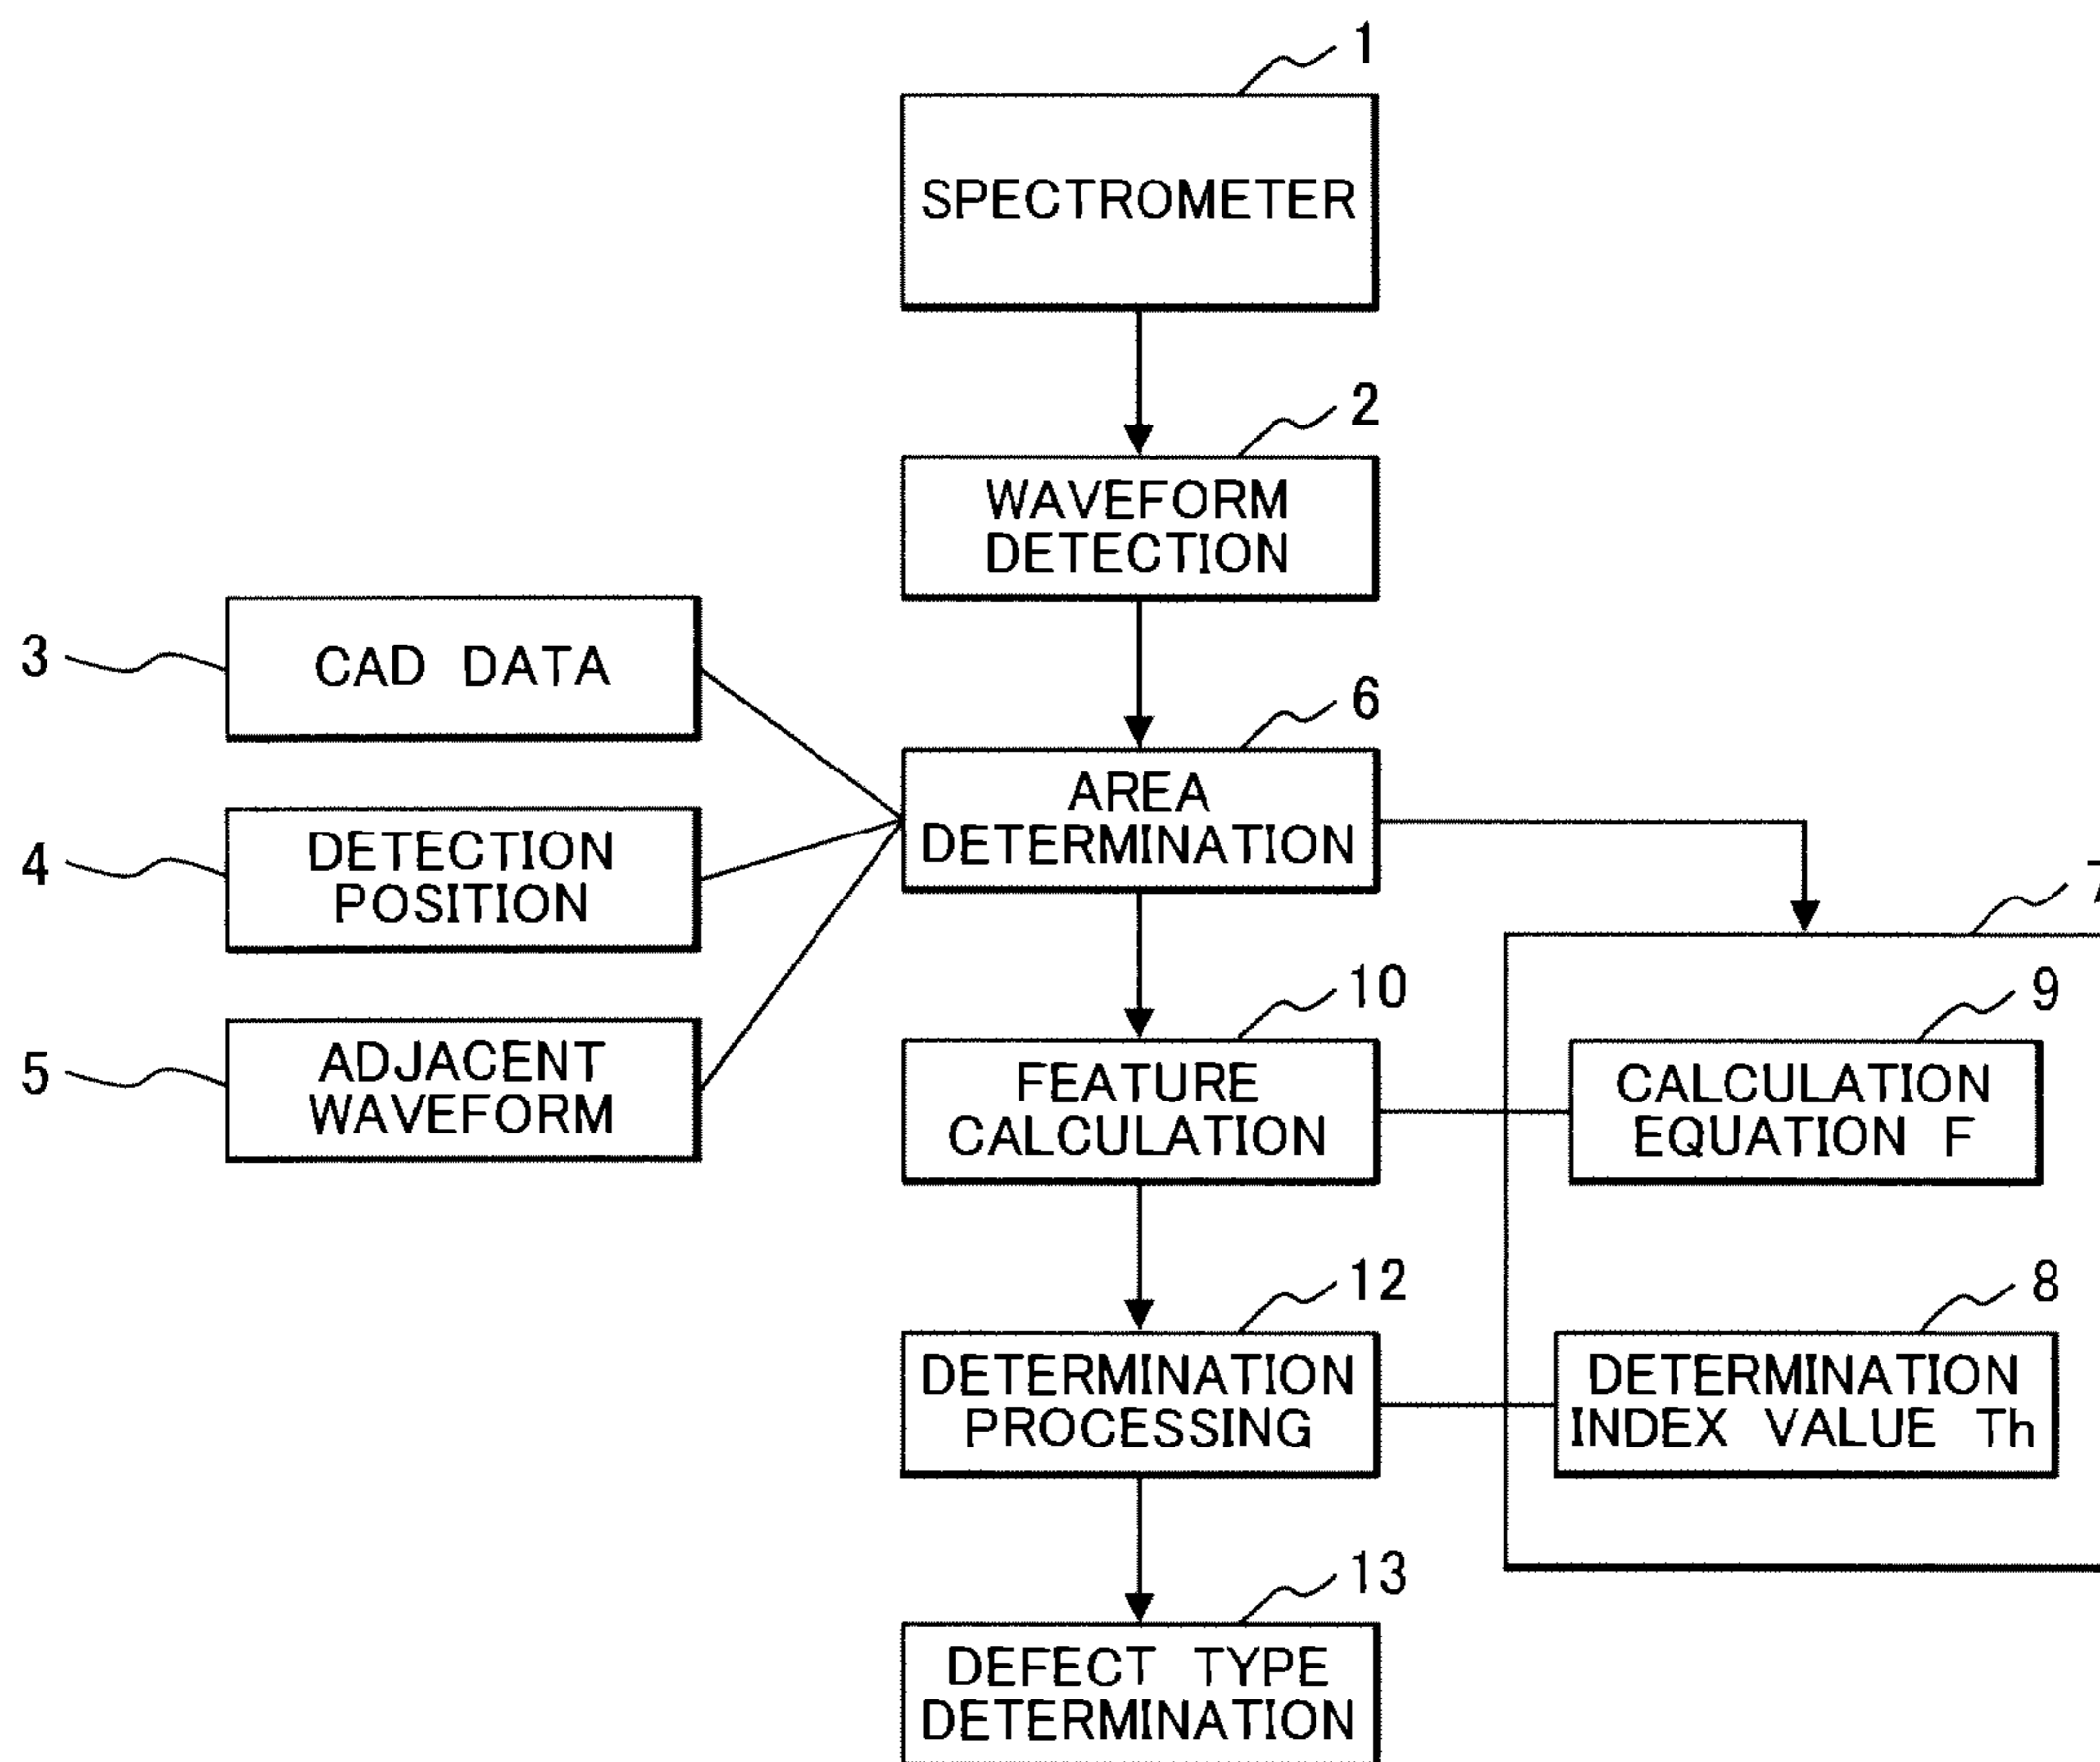 1
SPECTROMETER
2
WAVEFORM
DETECTION
3
CAD DATA
6
AREA
DETERMINATION
4
DETECTION
POSITION
7
5
ADJACENT
WAVEFORM
10
FEATURE
CALCULATION
9
CALCULATION
EQUATION F
12
DETERMINATION
PROCESSING
8
DETERMINATION
INDEX VALUE Th
13
DEFECT TYPE
DETERMINATION